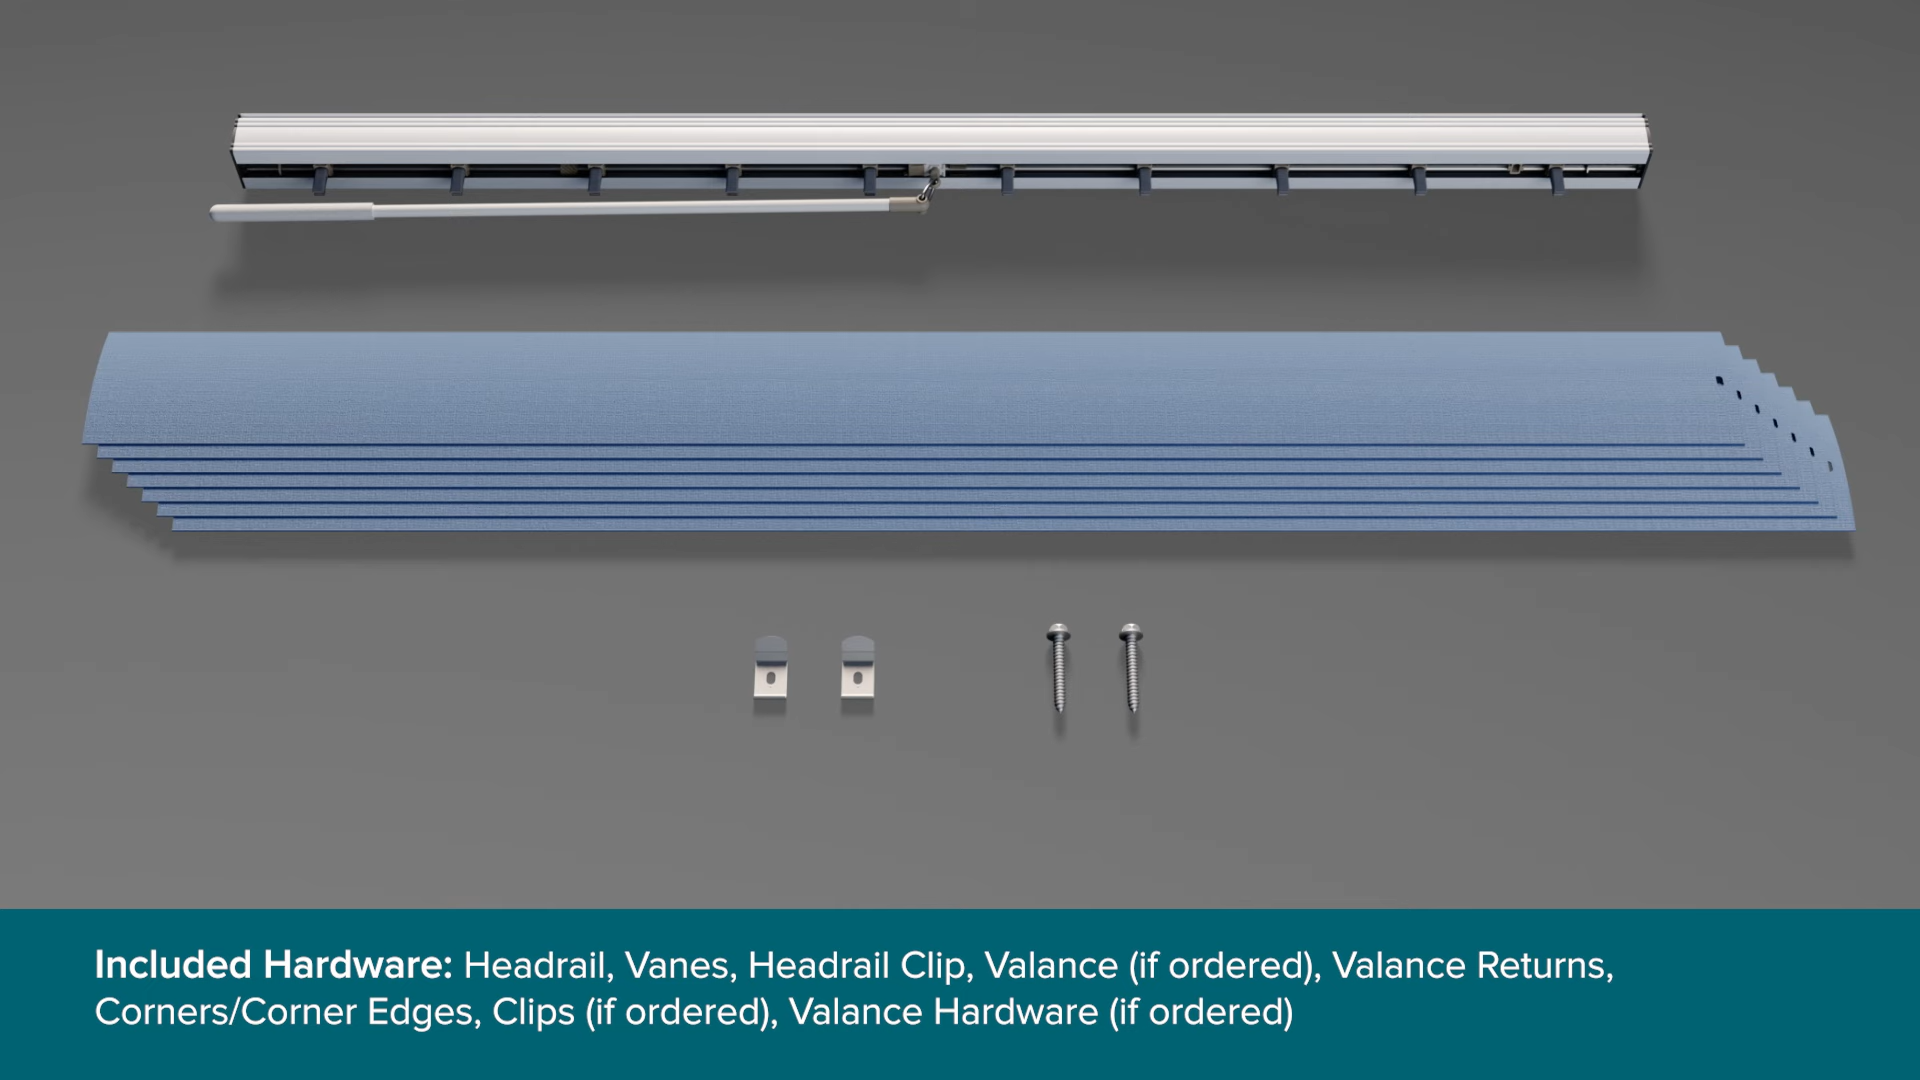 Included Hardware: Headrail, Vanes, Headrail Clip, Valance (if ordered), Valance Returns,
Corners/Corner Edges, Clips (if ordered), Valance Hardware (if ordered)